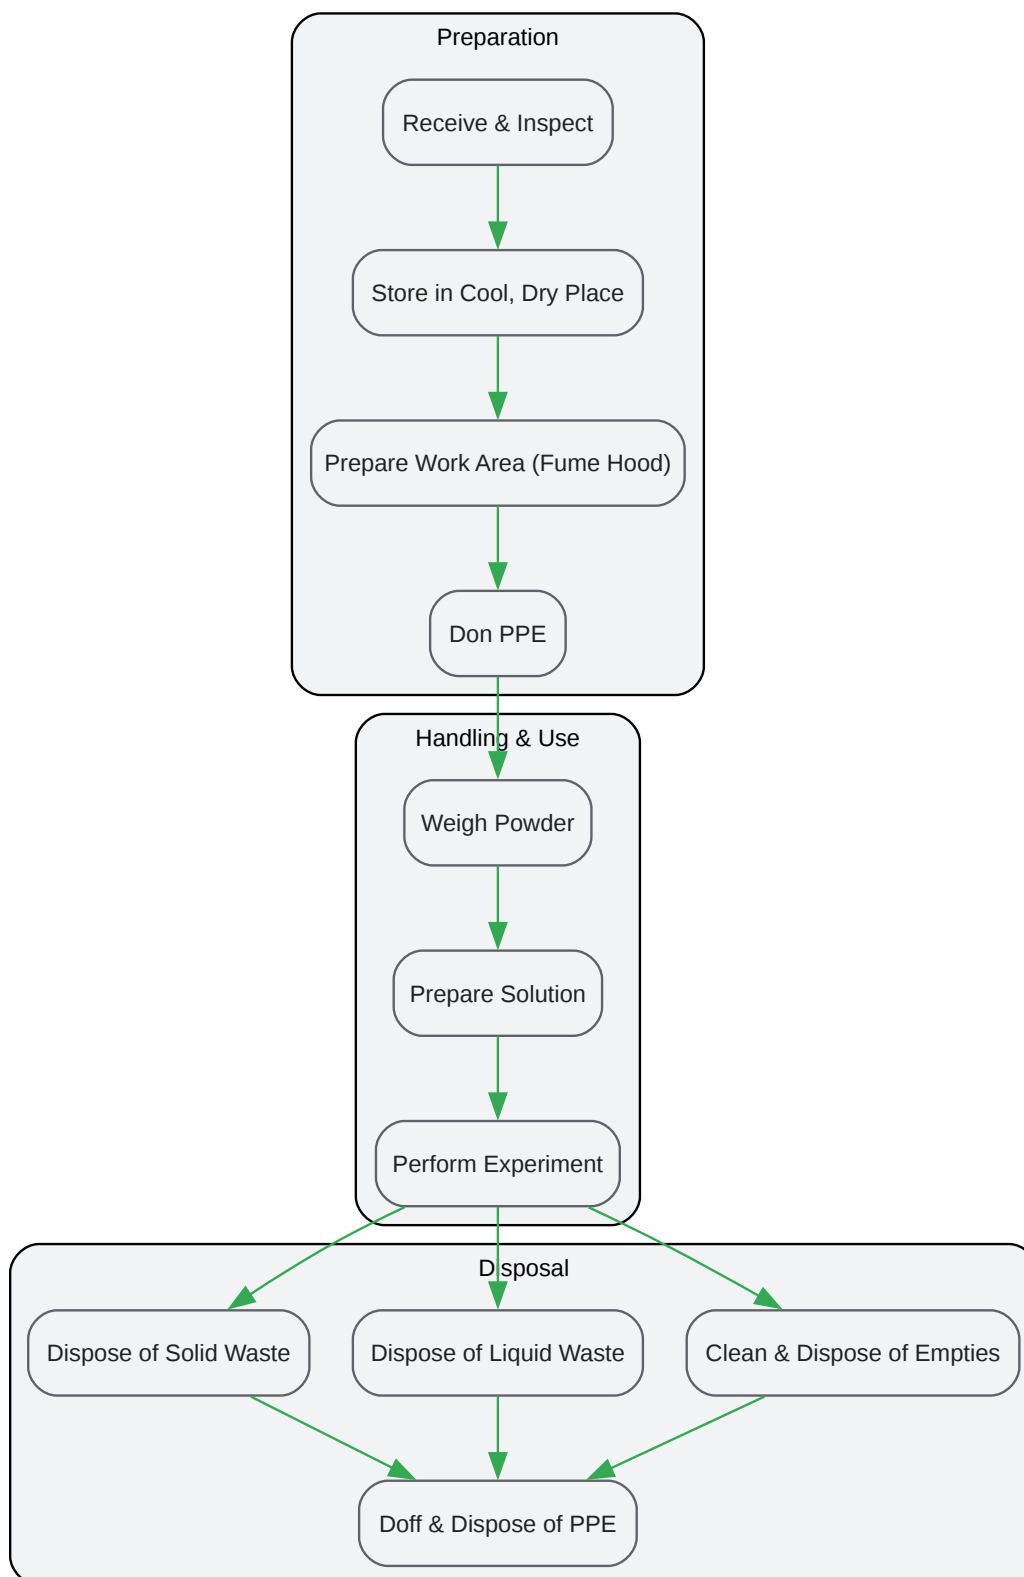 Preparation
Receive & Inspect
Store in Cool, Dry Place
Prepare Work Area (Fume Hood)
Don PPE
Handling & Use
Weigh Powder
Prepare Solution
Perform Experiment
Disposal
Dispose of Solid Waste
Dispose of Liquid Waste
Clean & Dispose of Empties
Doff & Dispose of PPE